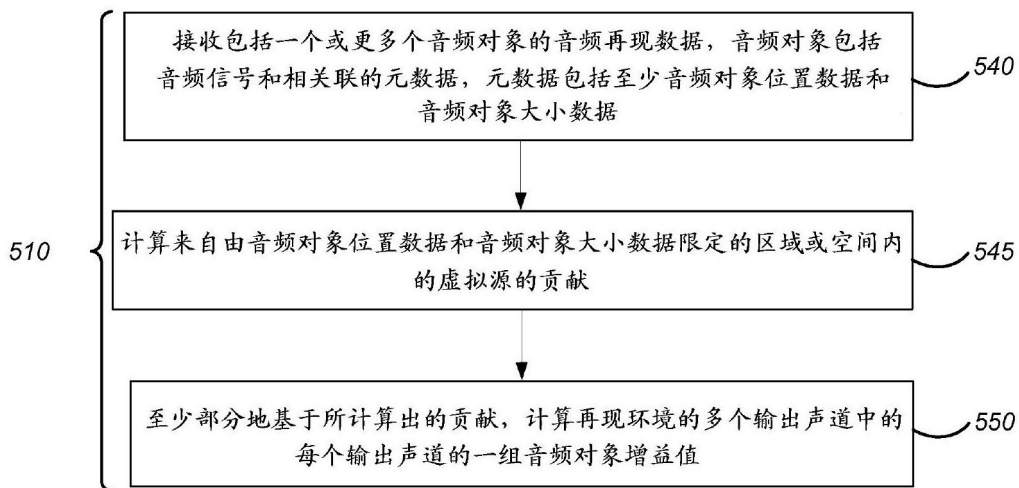 接收包括一个或更多个音频对象的音频再现数据，音频对象包括
音频信号和相关联的元数据，元数据包括至少音频对象位置数据和
音频对象大小数据
540
510
计算来自由音频对象位置数据和音频对象大小数据限定的区域或空间内
的虚拟源的贡献
545
至少部分地基于所计算出的贡献，计算再现环境的多个输出声道中的
每个输出声道的一组音频对象增益值
550